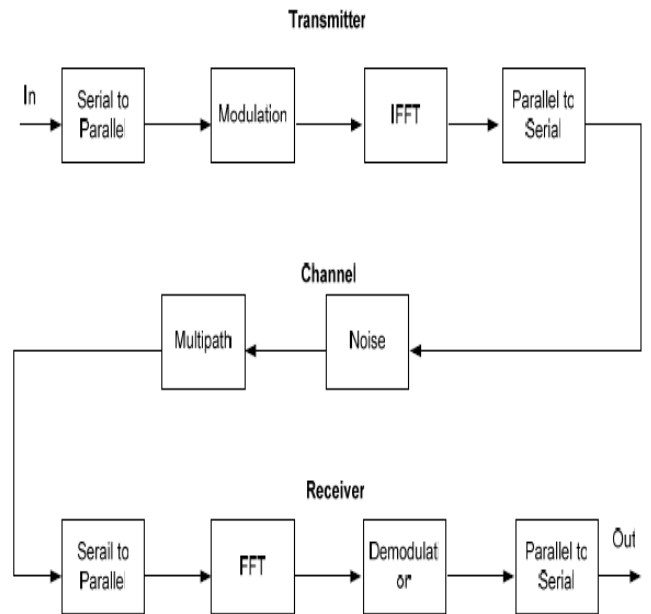 Transmitter
In
Serial to
Parallel
Modulation
IFFT
Parallel to
Serial
Channel
Multipath
Noise
Receiver
Serail to
Parallel
FFT
Demodulat
or
Parallel to
Serial
Out